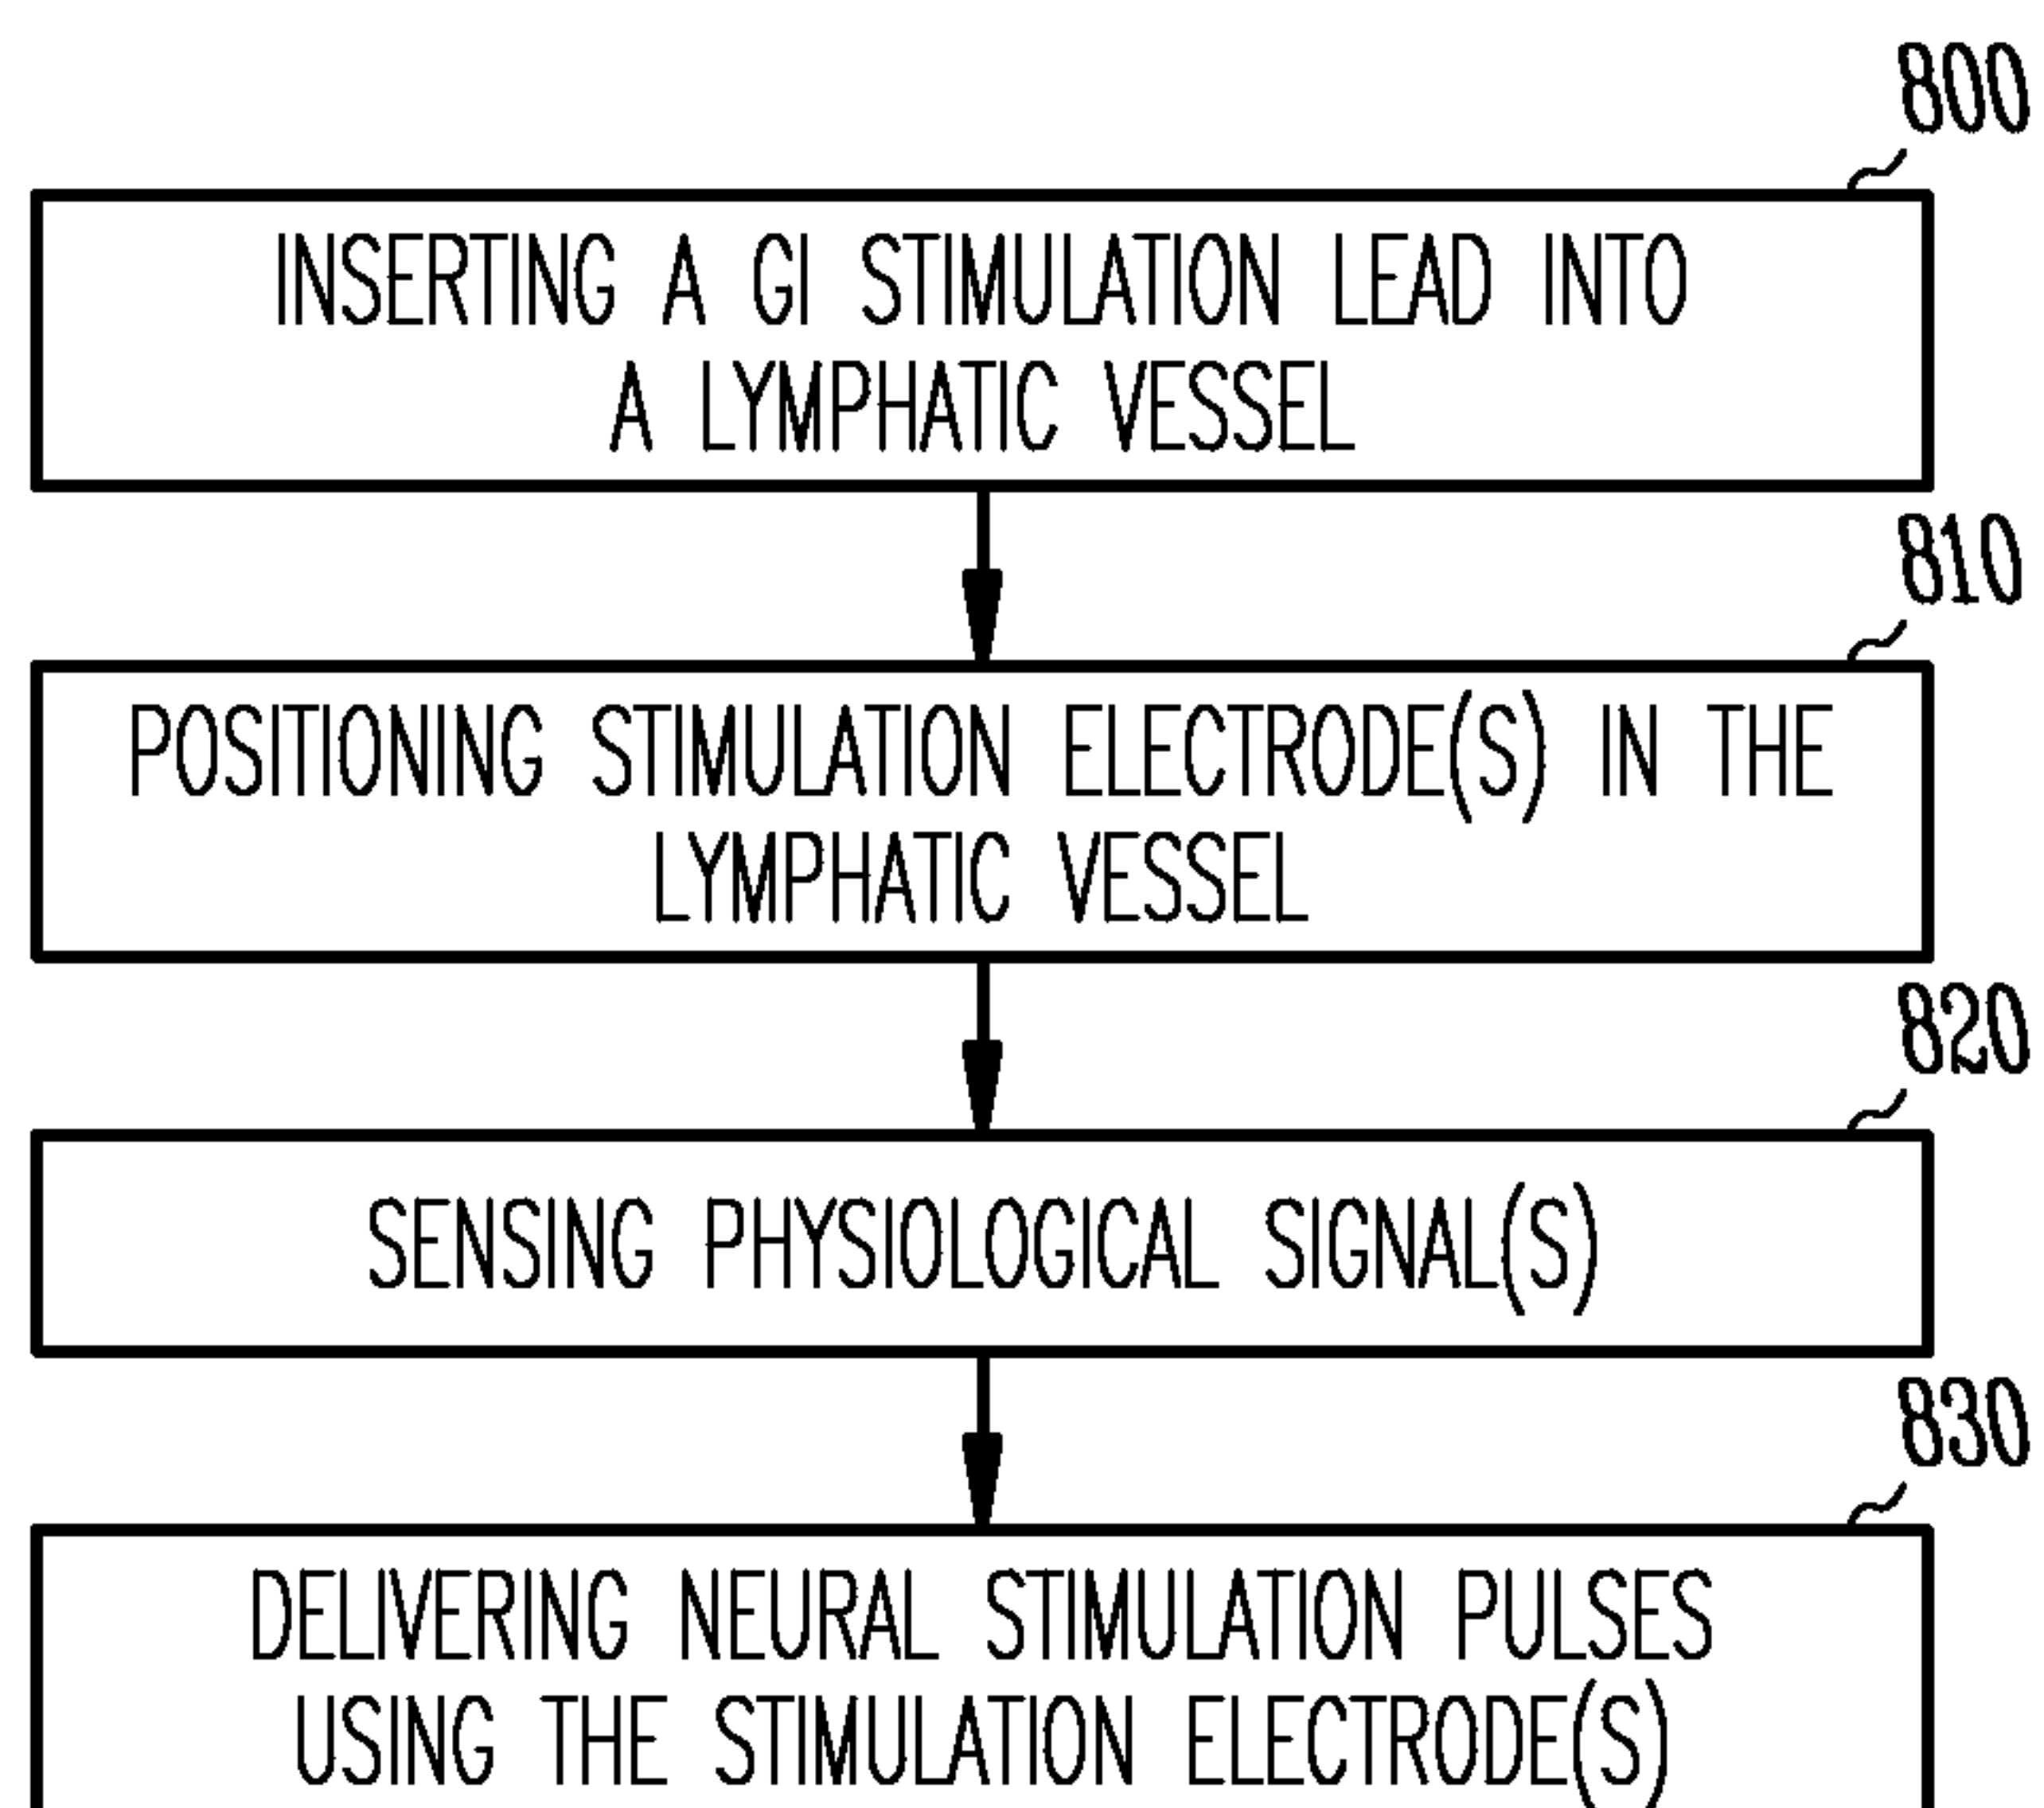 800
INSERTING A GI STIMULATION LEAD INTO
A LYMPHATIC VESSEL
810
POSITIONING STIMULATION ELECTRODE(S) IN THE
LYMPHATIC VESSEL
820
SENSING PHYSIOLOGICAL SIGNAL(S)
830
DELIVERING NEURAL STIMULATION PULSES
USING THE STIMULATION ELECTRODE(S)